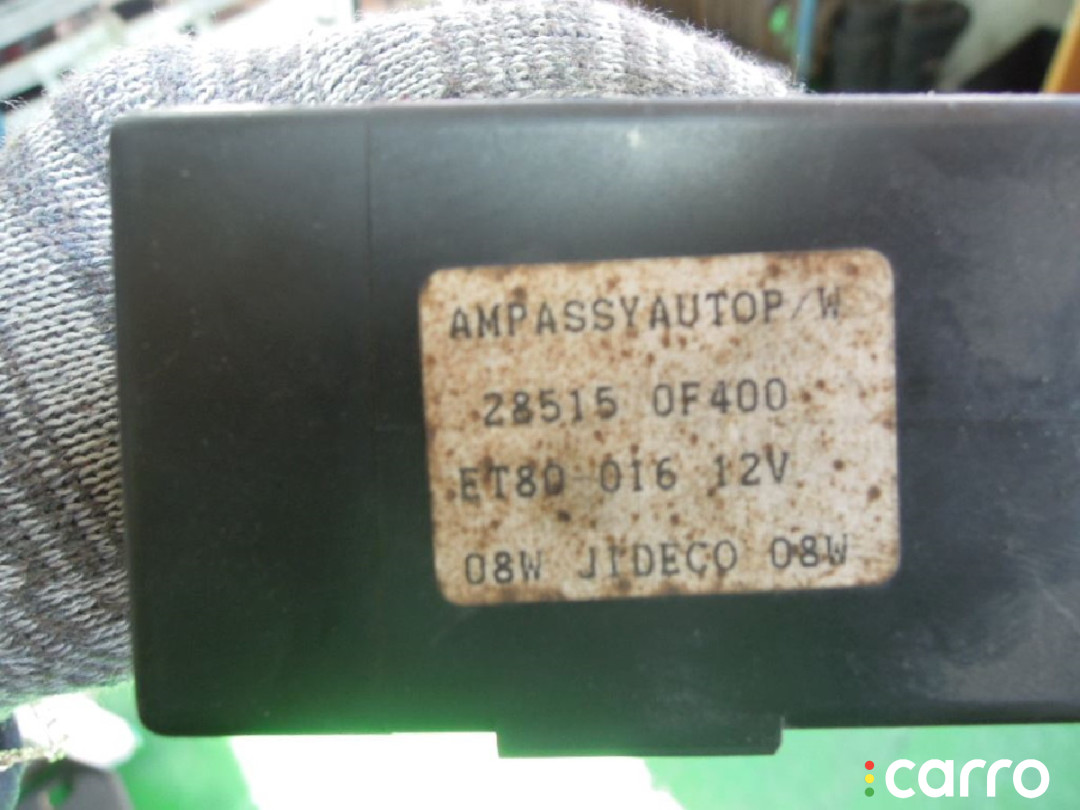 AMPASSYAUTOP/W
28515 0F400
ET80-016 12V
08W JIDECO 08W
carro